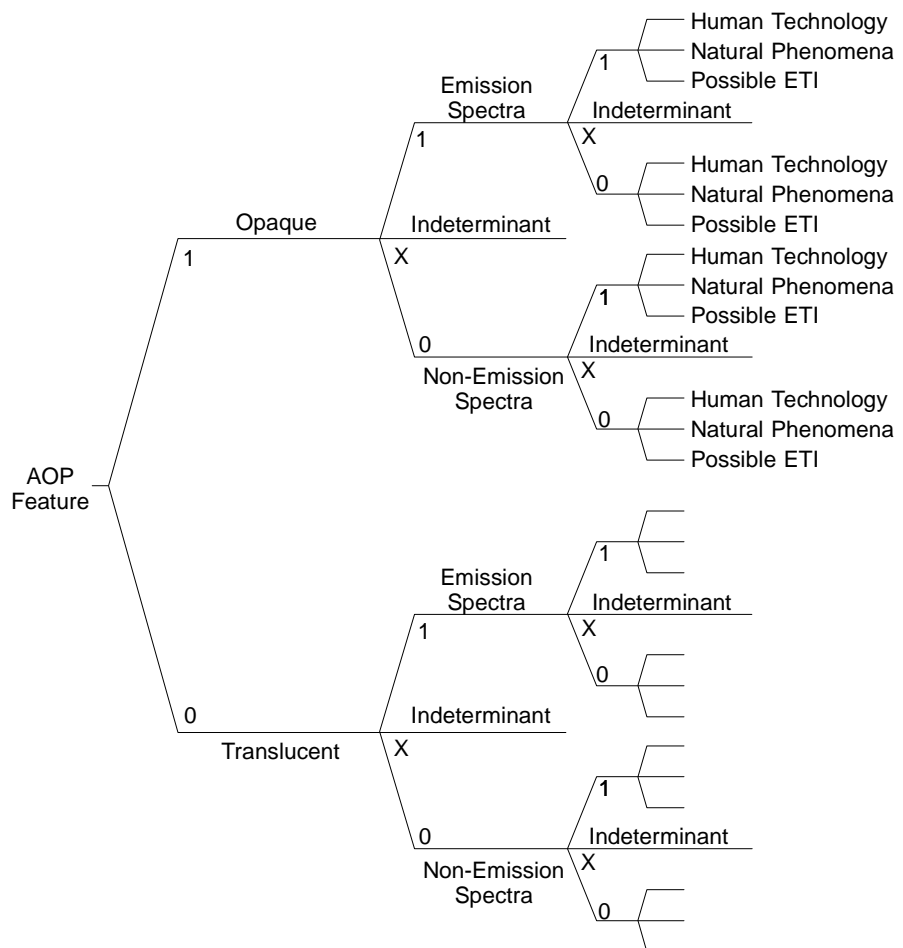 Human Technology
1
Natural Phenomena
Possible ETI
Emission
Spectra
1
Indeterminant
X
0
Human Technology
Natural Phenomena
Possible ETI
Opaque
1
Indeterminant
X
Human Technology
1
Natural Phenomena
Possible ETI
0
Non-Emission
Spectra
Indeterminant
X
0
Human Technology
Natural Phenomena
Possible ETI
AOP
Feature
1
Emission
Spectra
1
Indeterminant
X
0
0
Translucent
Indeterminant
X
1
0
Non-Emission
Spectra
Indeterminant
X
0